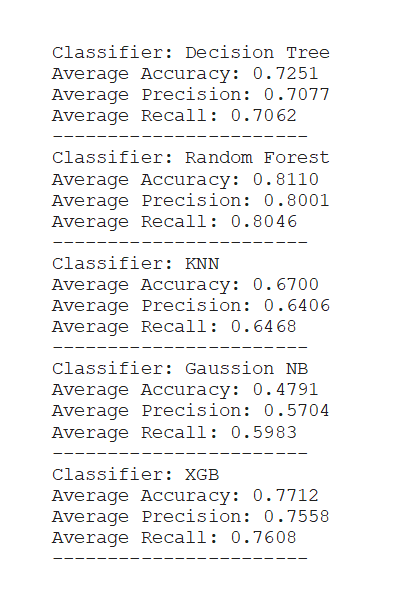 Classifier: Decision Tree
Average Accuracy: 0.7251
Average Precision: 0.7077
Average Recall: 0.7062
-----------------------
Classifier: Random Forest
Average Accuracy: 0.8110
Average Precision: 0.8001
Average Recall: 0.8046
-----------------------
Classifier: KNN
Average Accuracy: 0.6700
Average Precision: 0.6406
Average Recall: 0.6468
-----------------------
Classifier: Gaussion NB
Average Accuracy: 0.4791
Average Precision: 0.5704
Average Recall: 0.5983
-----------------------
Classifier: XGB
Average Accuracy: 0.7712
Average Precision: 0.7558
Average Recall: 0.7608
-----------------------